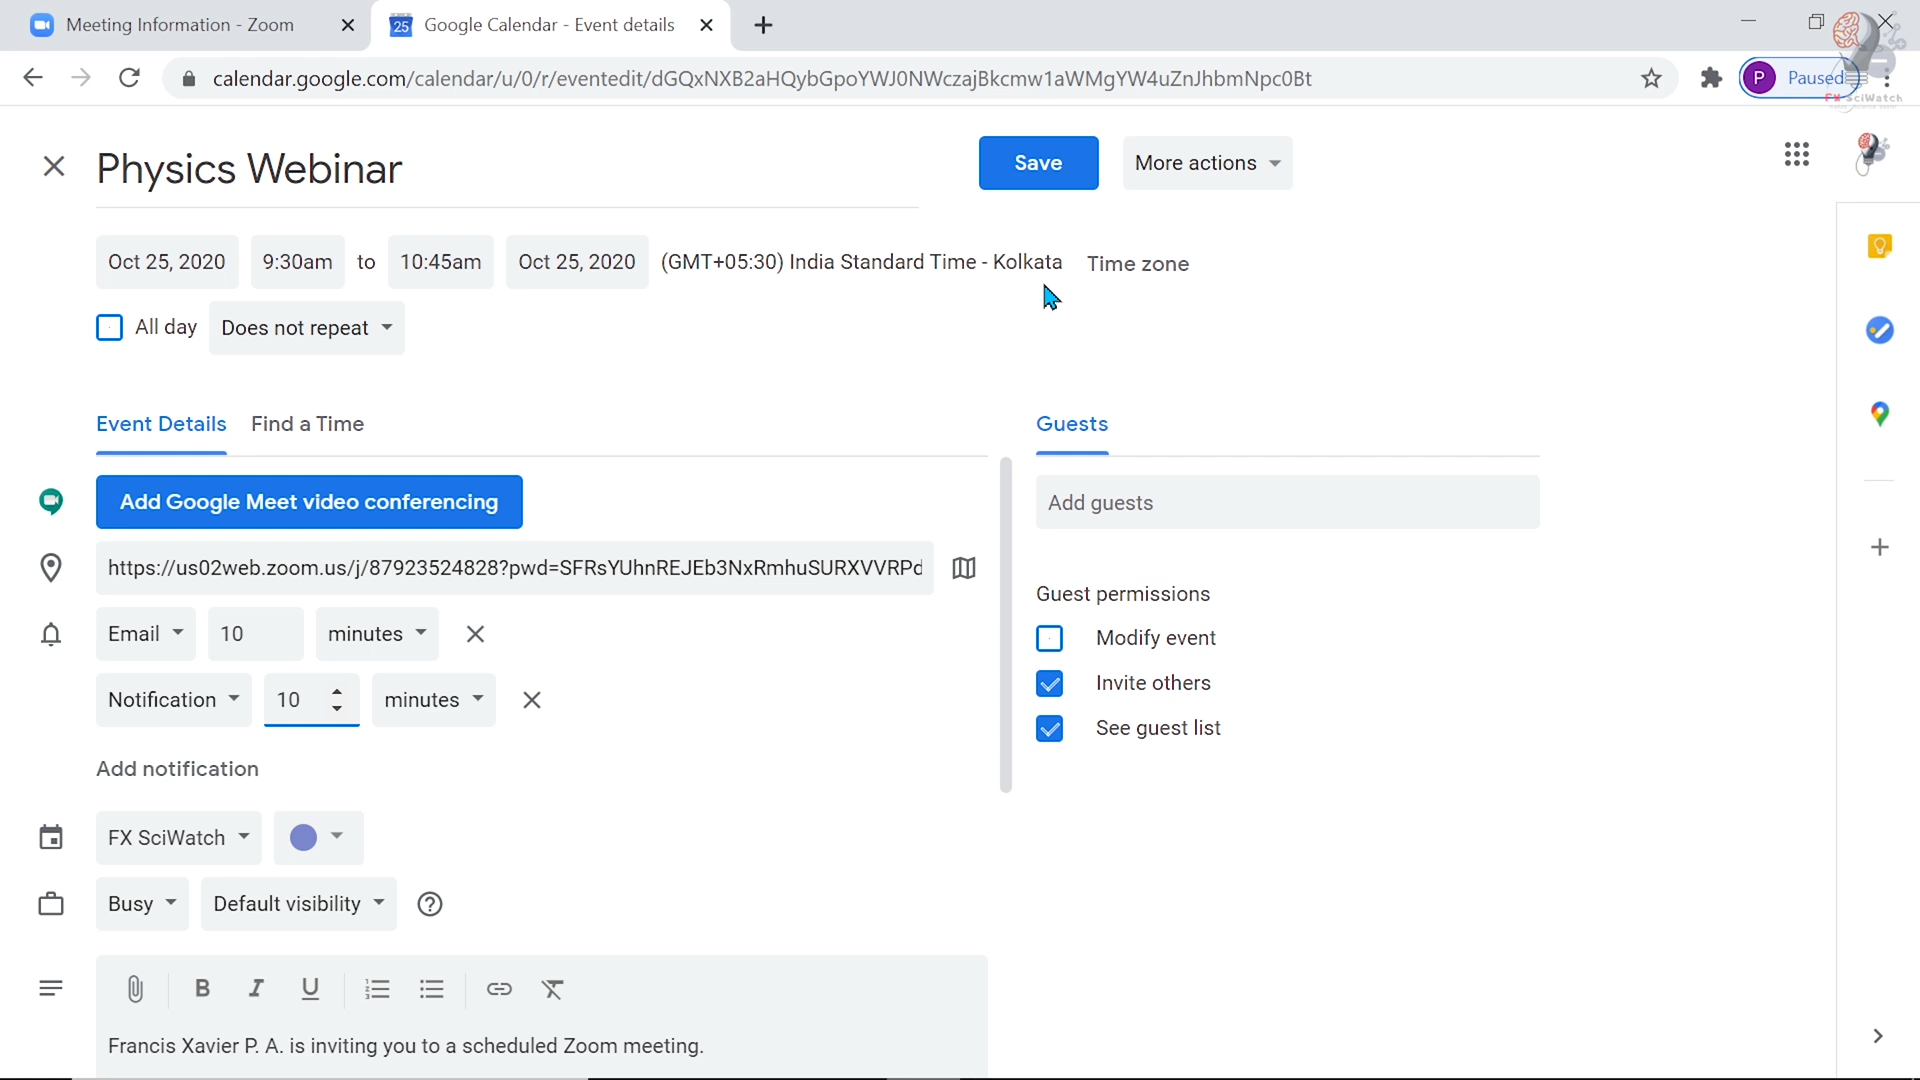 Meeting Information - Zoom
25 Google Calendar - Event details
calendar.google.com/calendar/u/0/r/eventedit/dGQxNXB2aHQybGpoYWJ0NWczajBkcmw1aWMgYW4uZnJhbmNpc0Bt
P Paused
FX SciWatch
Physics Webinar
Save
More actions
Oct 25, 2020 9:30am to 10:45am Oct 25, 2020 (GMT+05:30) India Standard Time - Kolkata Time zone
All day Does not repeat
Event Details Find a Time
Guests
Add Google Meet video conferencing
Add guests
https://us02web.zoom.us/j/87923524828?pwd=SFRsYUhnREJEb3NxRmhuSURXVVRPd
Guest permissions
Email 10 minutes
Modify event
Invite others
Notification 10 minutes
See guest list
Add notification
FX SciWatch
Busy Default visibility
B I U
Francis Xavier P. A. is inviting you to a scheduled Zoom meeting.